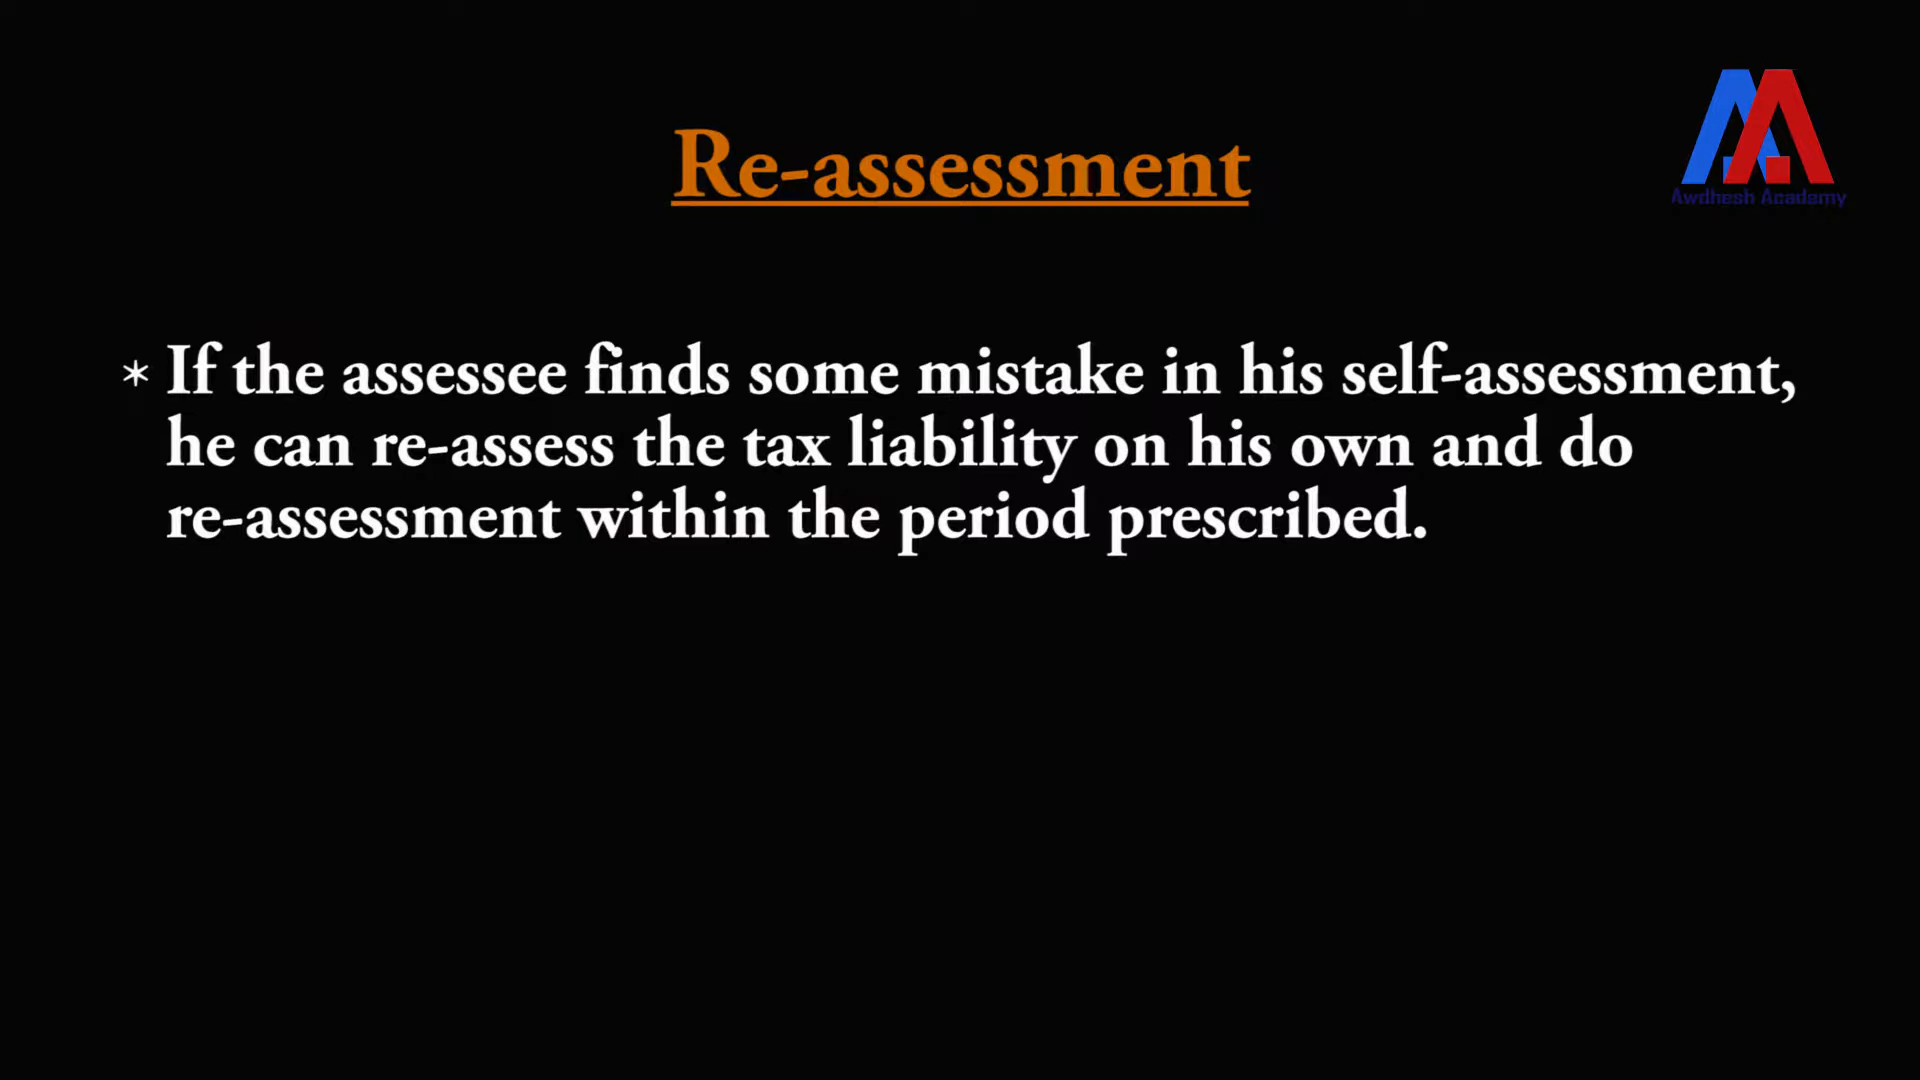 Re-assessment
Awdhesh Academy
* If the assessee finds some mistake in his self-assessment,
he can re-assess the tax liability on his own and do
re-assessment within the period prescribed.